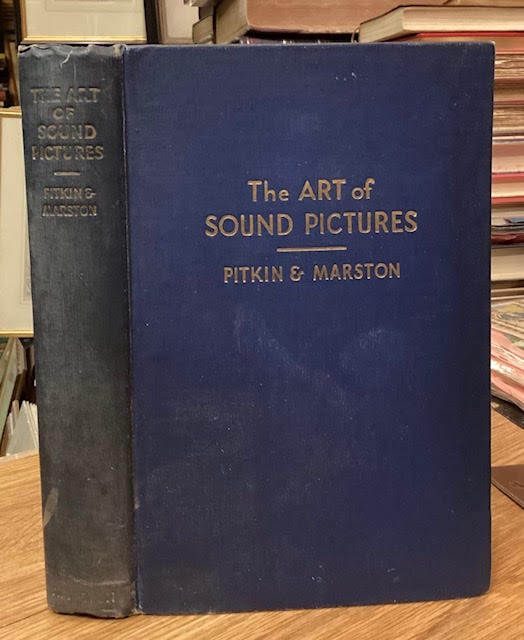 THE ART
OF
SOUND
PICTURES
PITKIN &
MARSTON
The ART of
SOUND PICTURES
PITKIN & MARSTON